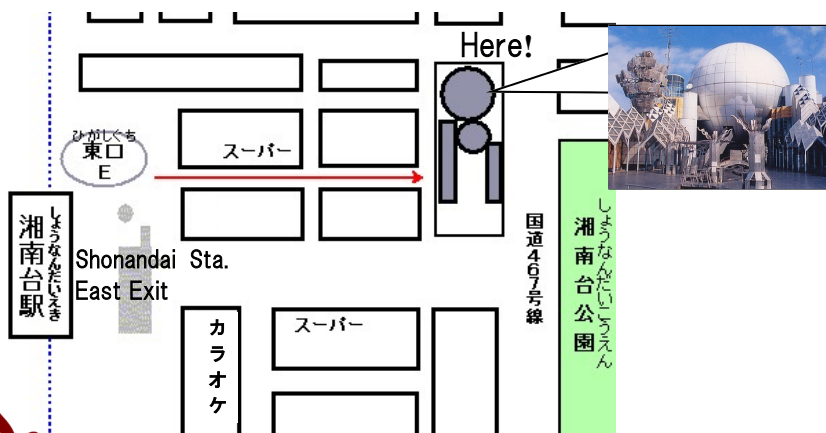 Here!
ひがしぐち
東口
E
スーパー
しょうなんだいえき
湘南台駅
Shonandai Sta.
East Exit
国道467号線
しょうなんだいこうえん
湘南台公園
カラオケ
スーパー